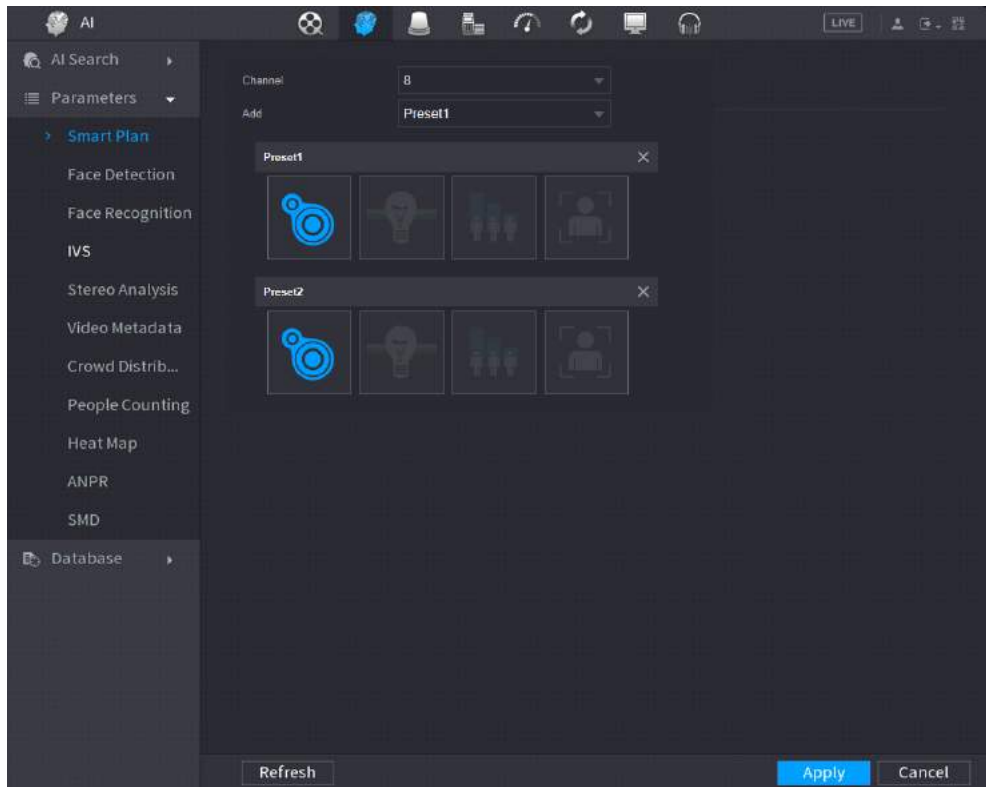 AI
LIVE
AI Search
Parameters
Smart Plan
Face Detection
Face Recognition
IVS
Stereo Analysis
Video Metadata
Crowd Distrib...
People Counting
Heat Map
ANPR
SMD
Database
Channel 8
Add Preset1
Preset1
Preset2
Refresh Apply Cancel